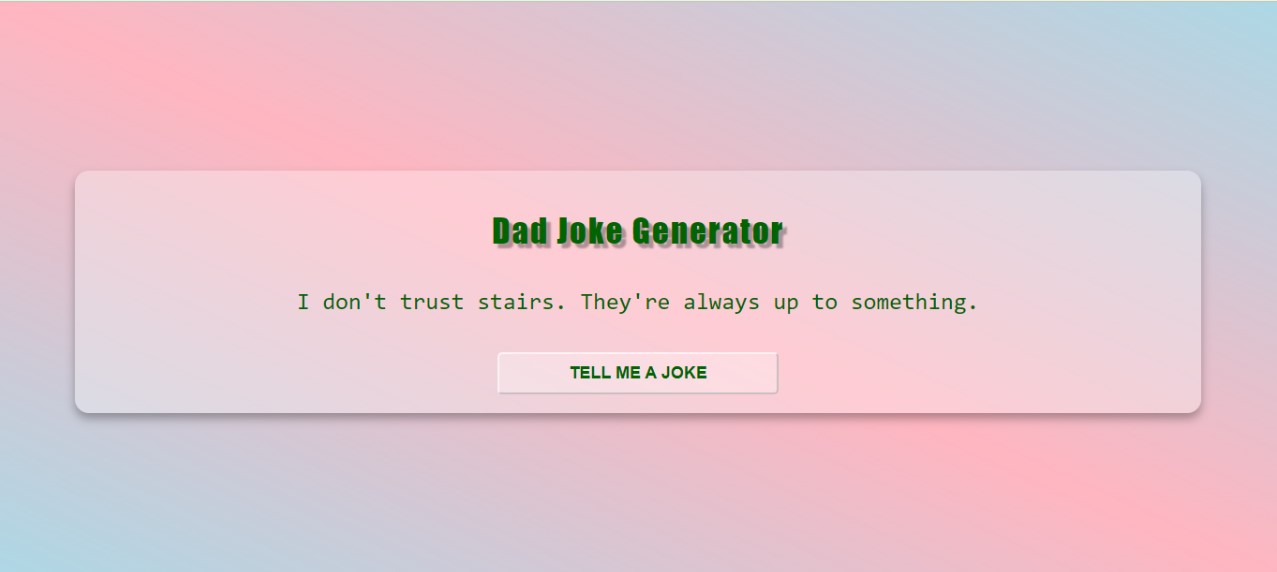 Dad Joke Generator
I don't trust stairs. They're always up to something.
TELL ME A JOKE